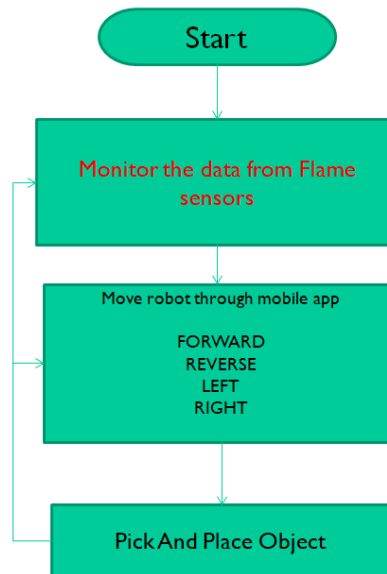 Start
Monitor the data from Flame
sensors
Move robot through mobile app
FORWARD
REVERSE
LEFT
RIGHT
Pick And Place Object